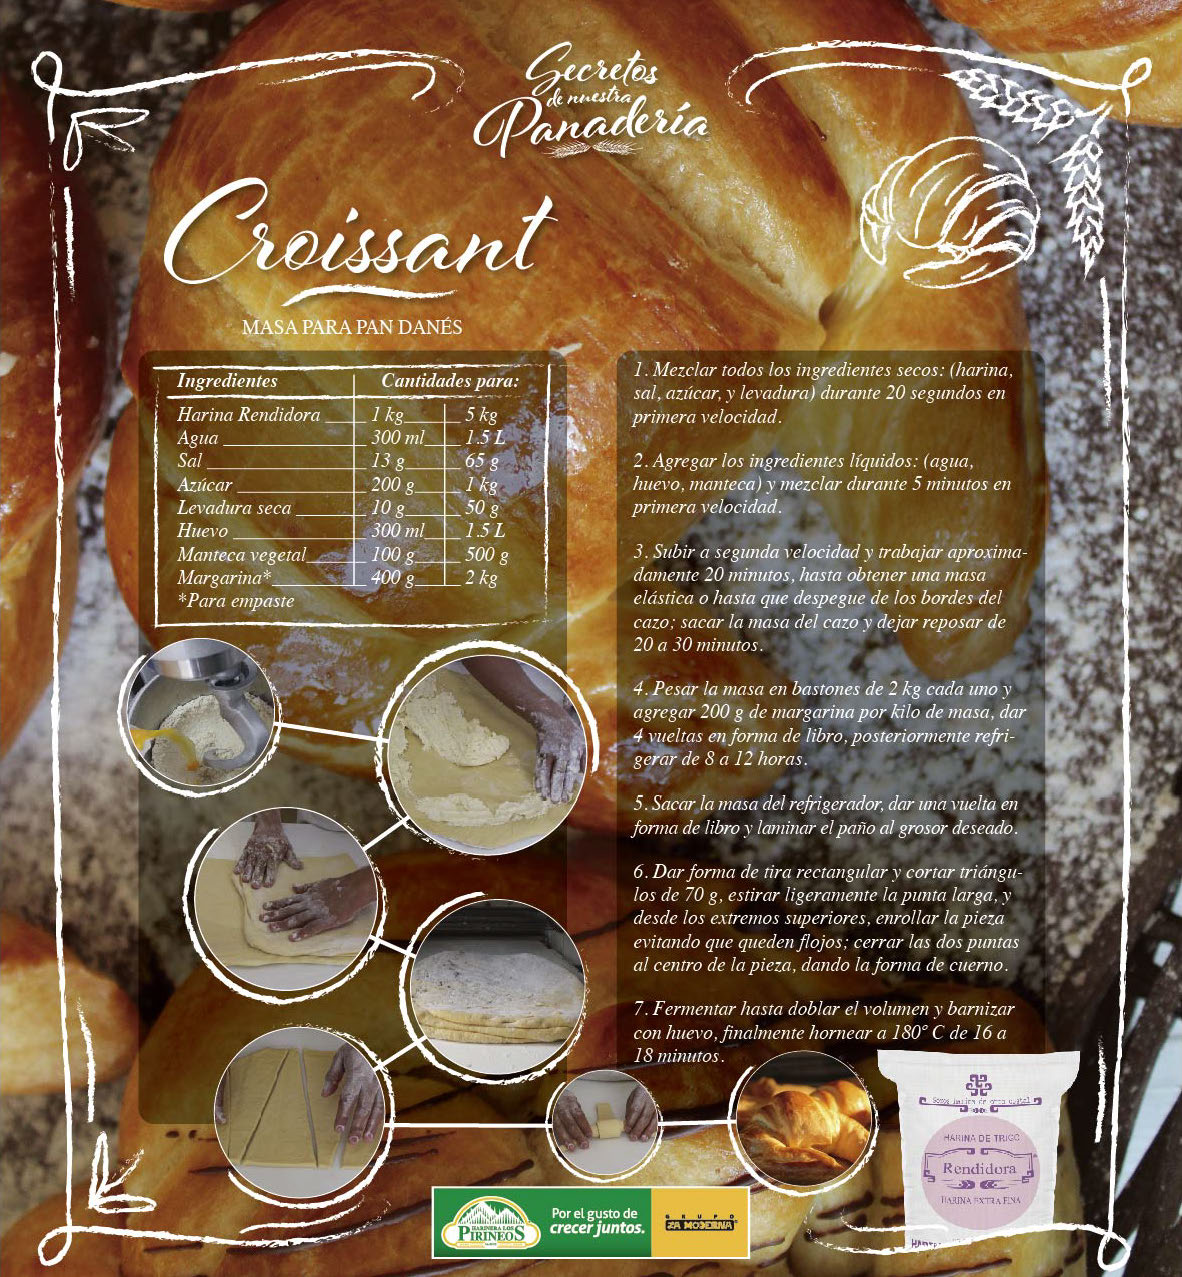 Secretos
de nuestra
Panadería
Croissant
MASA PARA PAN DANÉS
Ingredientes Cantidades para:
Harina Rendidora 1 kg 5 kg
Agua 300 ml 1.5 L
Sal 13 g 65 g
Azúcar 200 g 1 kg
Levadura seca 10 g 50 g
Huevo 300 ml 1.5 L
Manteca vegetal 100 g 500 g
Margarina* 400 g 2 kg
*Para empaste
1. Mezclar todos los ingredientes secos: (harina,
sal, azúcar, y levadura) durante 20 segundos en
primera velocidad.
2. Agregar los ingredientes líquidos: (agua,
huevo, manteca) y mezclar durante 5 minutos en
primera velocidad.
3. Subir a segunda velocidad y trabajar aproxima-
damente 20 minutos, hasta obtener una masa
elástica o hasta que despegue de los bordes del
cazo; sacar la masa del cazo y dejar reposar de
20 a 30 minutos.
4. Pesar la masa en bastones de 2 kg cada uno y
agregar 200 g de margarina por kilo de masa, dar
4 vueltas en forma de libro, posteriormente refri-
gerar de 8 a 12 horas.
5. Sacar la masa del refrigerador, dar una vuelta en
forma de libro y laminar el paño al grosor deseado.
6. Dar forma de tira rectangular y cortar triángu-
los de 70 g, estirar ligeramente la punta larga, y
desde los extremos superiores, enrollar la pieza
evitando que queden flojos; cerrar las dos puntas
al centro de la pieza, dando la forma de cuerno.
7. Fermentar hasta doblar el volumen y barnizar
con huevo, finalmente hornear a 180° C de 16 a
18 minutos.
HARINA DE TRIGO
Rendidora
HARINA EXTRA FINA
HARINERA LOS
PIRINEOS
Por el gusto de
crecer juntos.
GRUPO
LA MODERNA